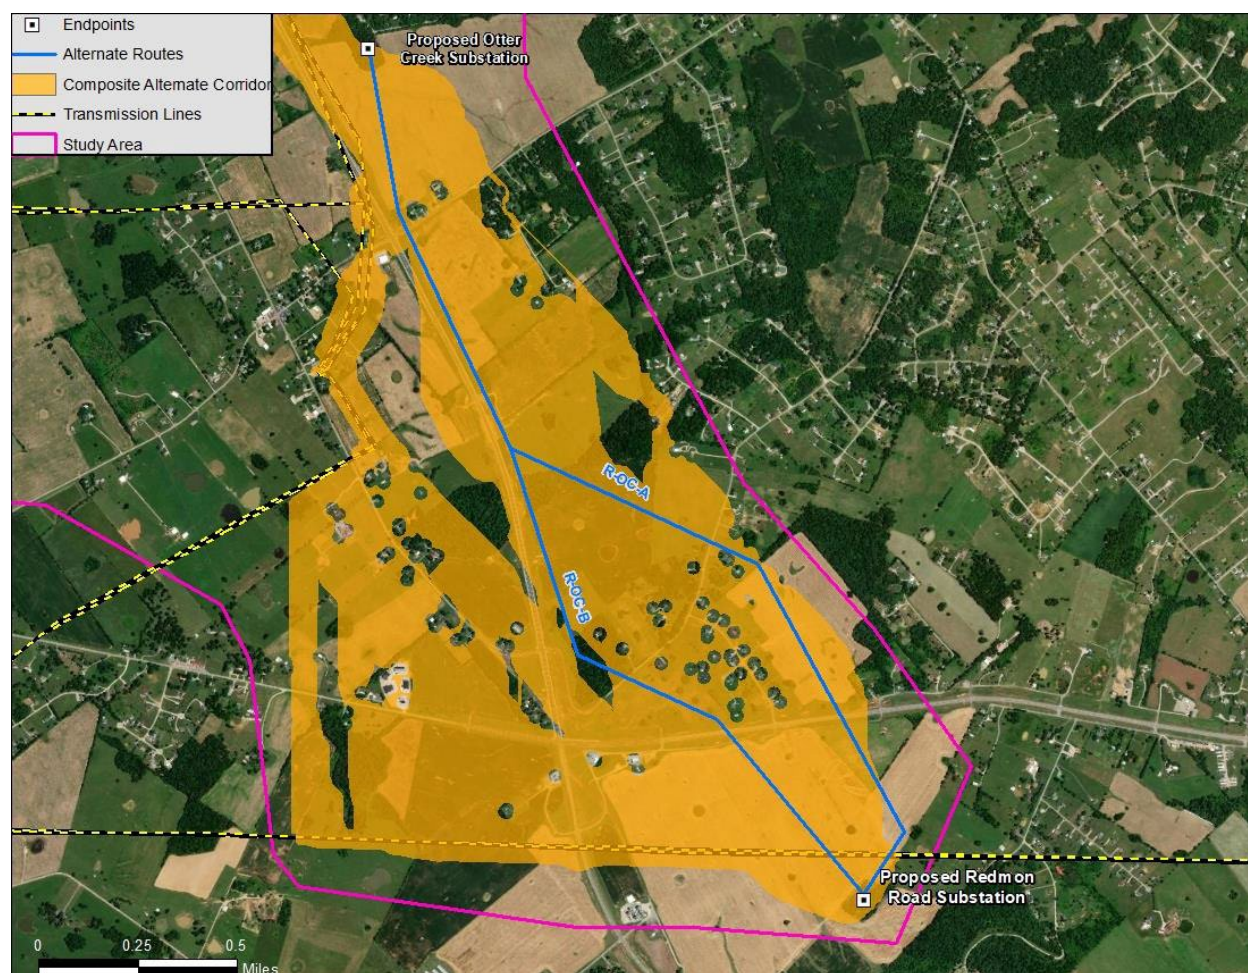 Endpoints
Alternate Routes
Composite Alternate Corridor
Transmission Lines
Study Area
Proposed Otter
Creek Substation
R-OC-A
R-OC-B
Proposed Redmon
Road Substation
0 0.25 0.5
Miles